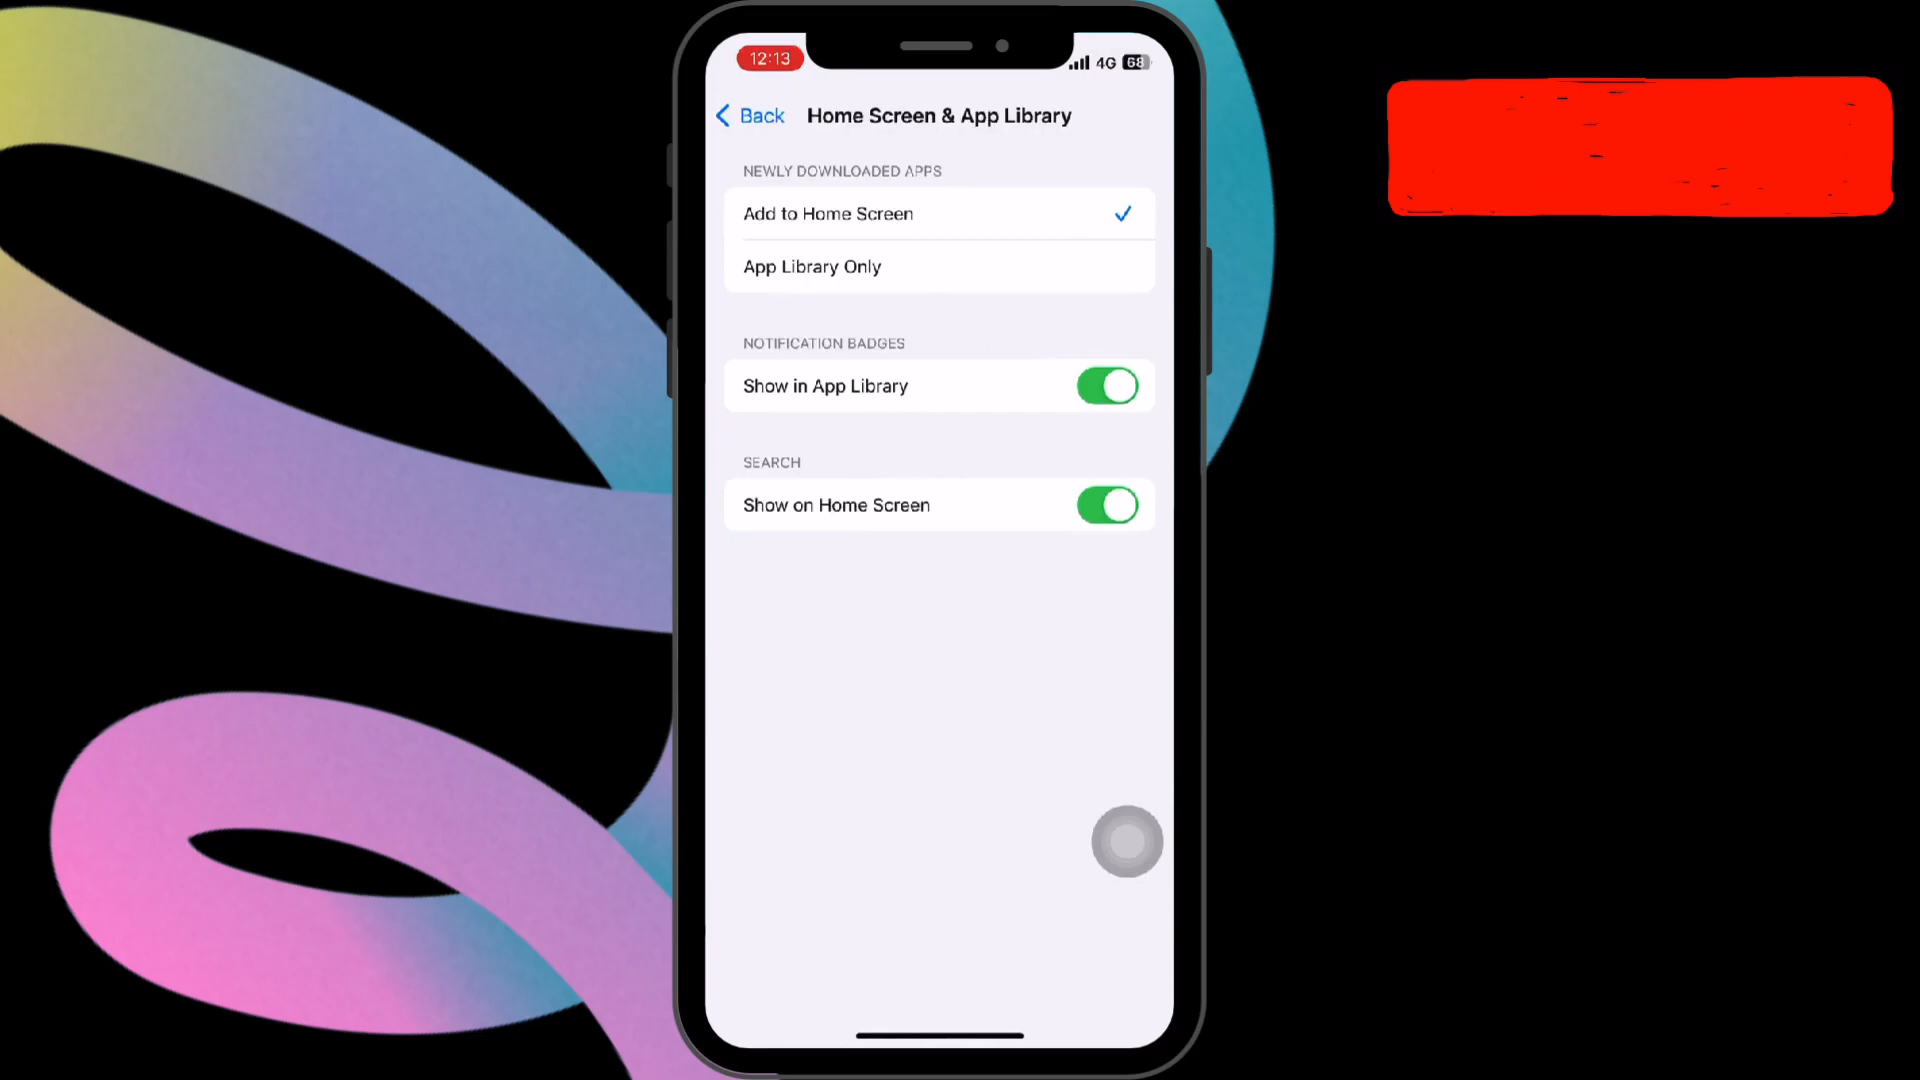 12:13
4G 68
Back Home Screen & App Library
NEWLY DOWNLOADED APPS
Add to Home Screen
App Library Only
NOTIFICATION BADGES
Show in App Library
SEARCH
Show on Home Screen